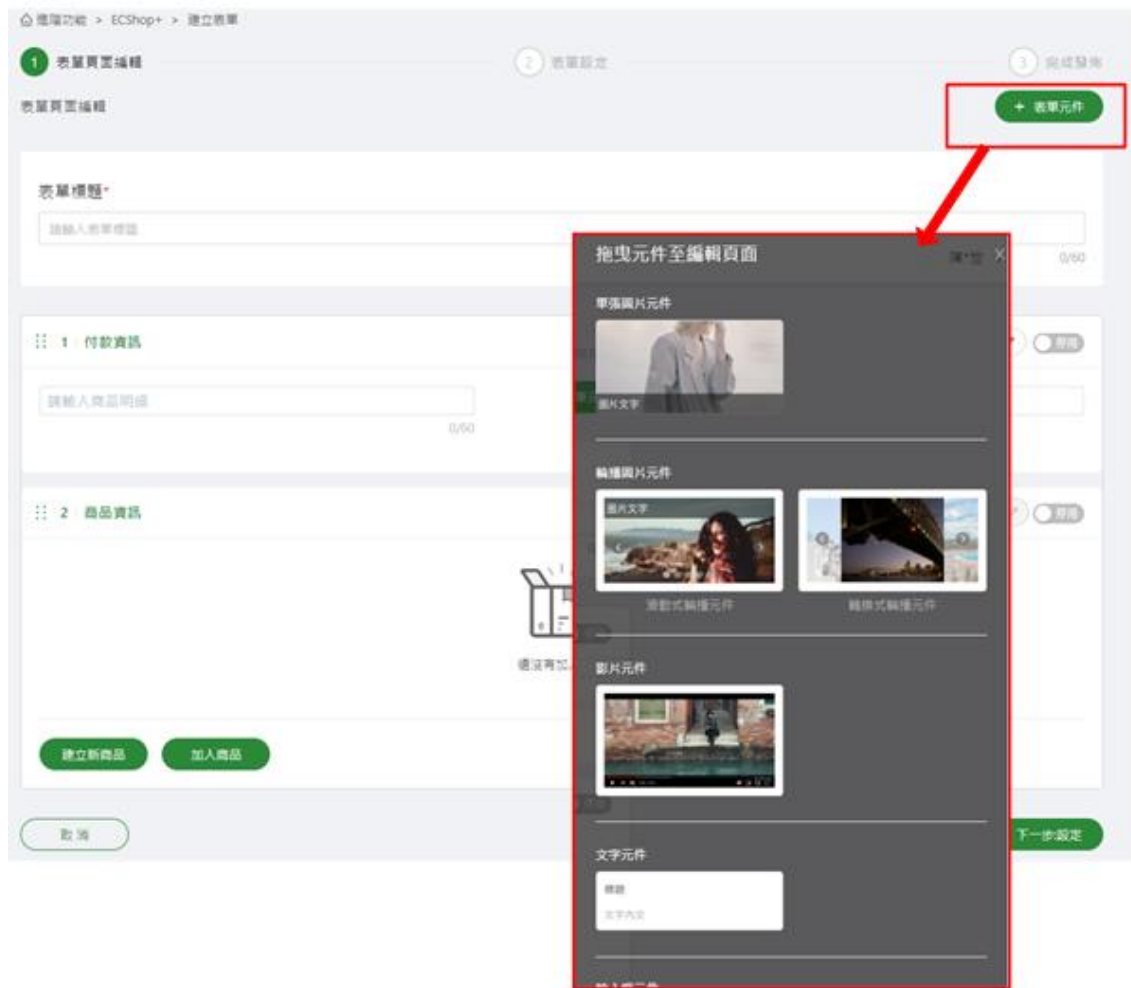 進階功能 > ECShop+ > 建立表單
1 表單頁面編輯
2 表單設定
3 完成發佈
表單頁面編輯
+ 表單元件
表單標題*
請輸入表單標題
0/60
拖曳元件至編輯頁面
單張圖片元件
圖片文字
1 付款資訊
請輸入商品明細
0/60
輪播圖片元件
圖片文字
滑動式輪播元件
轉換式輪播元件
2 商品資訊
還沒有加
影片元件
建立新商品
加入商品
取消
下一步:設定
文字元件
標題
文字內文